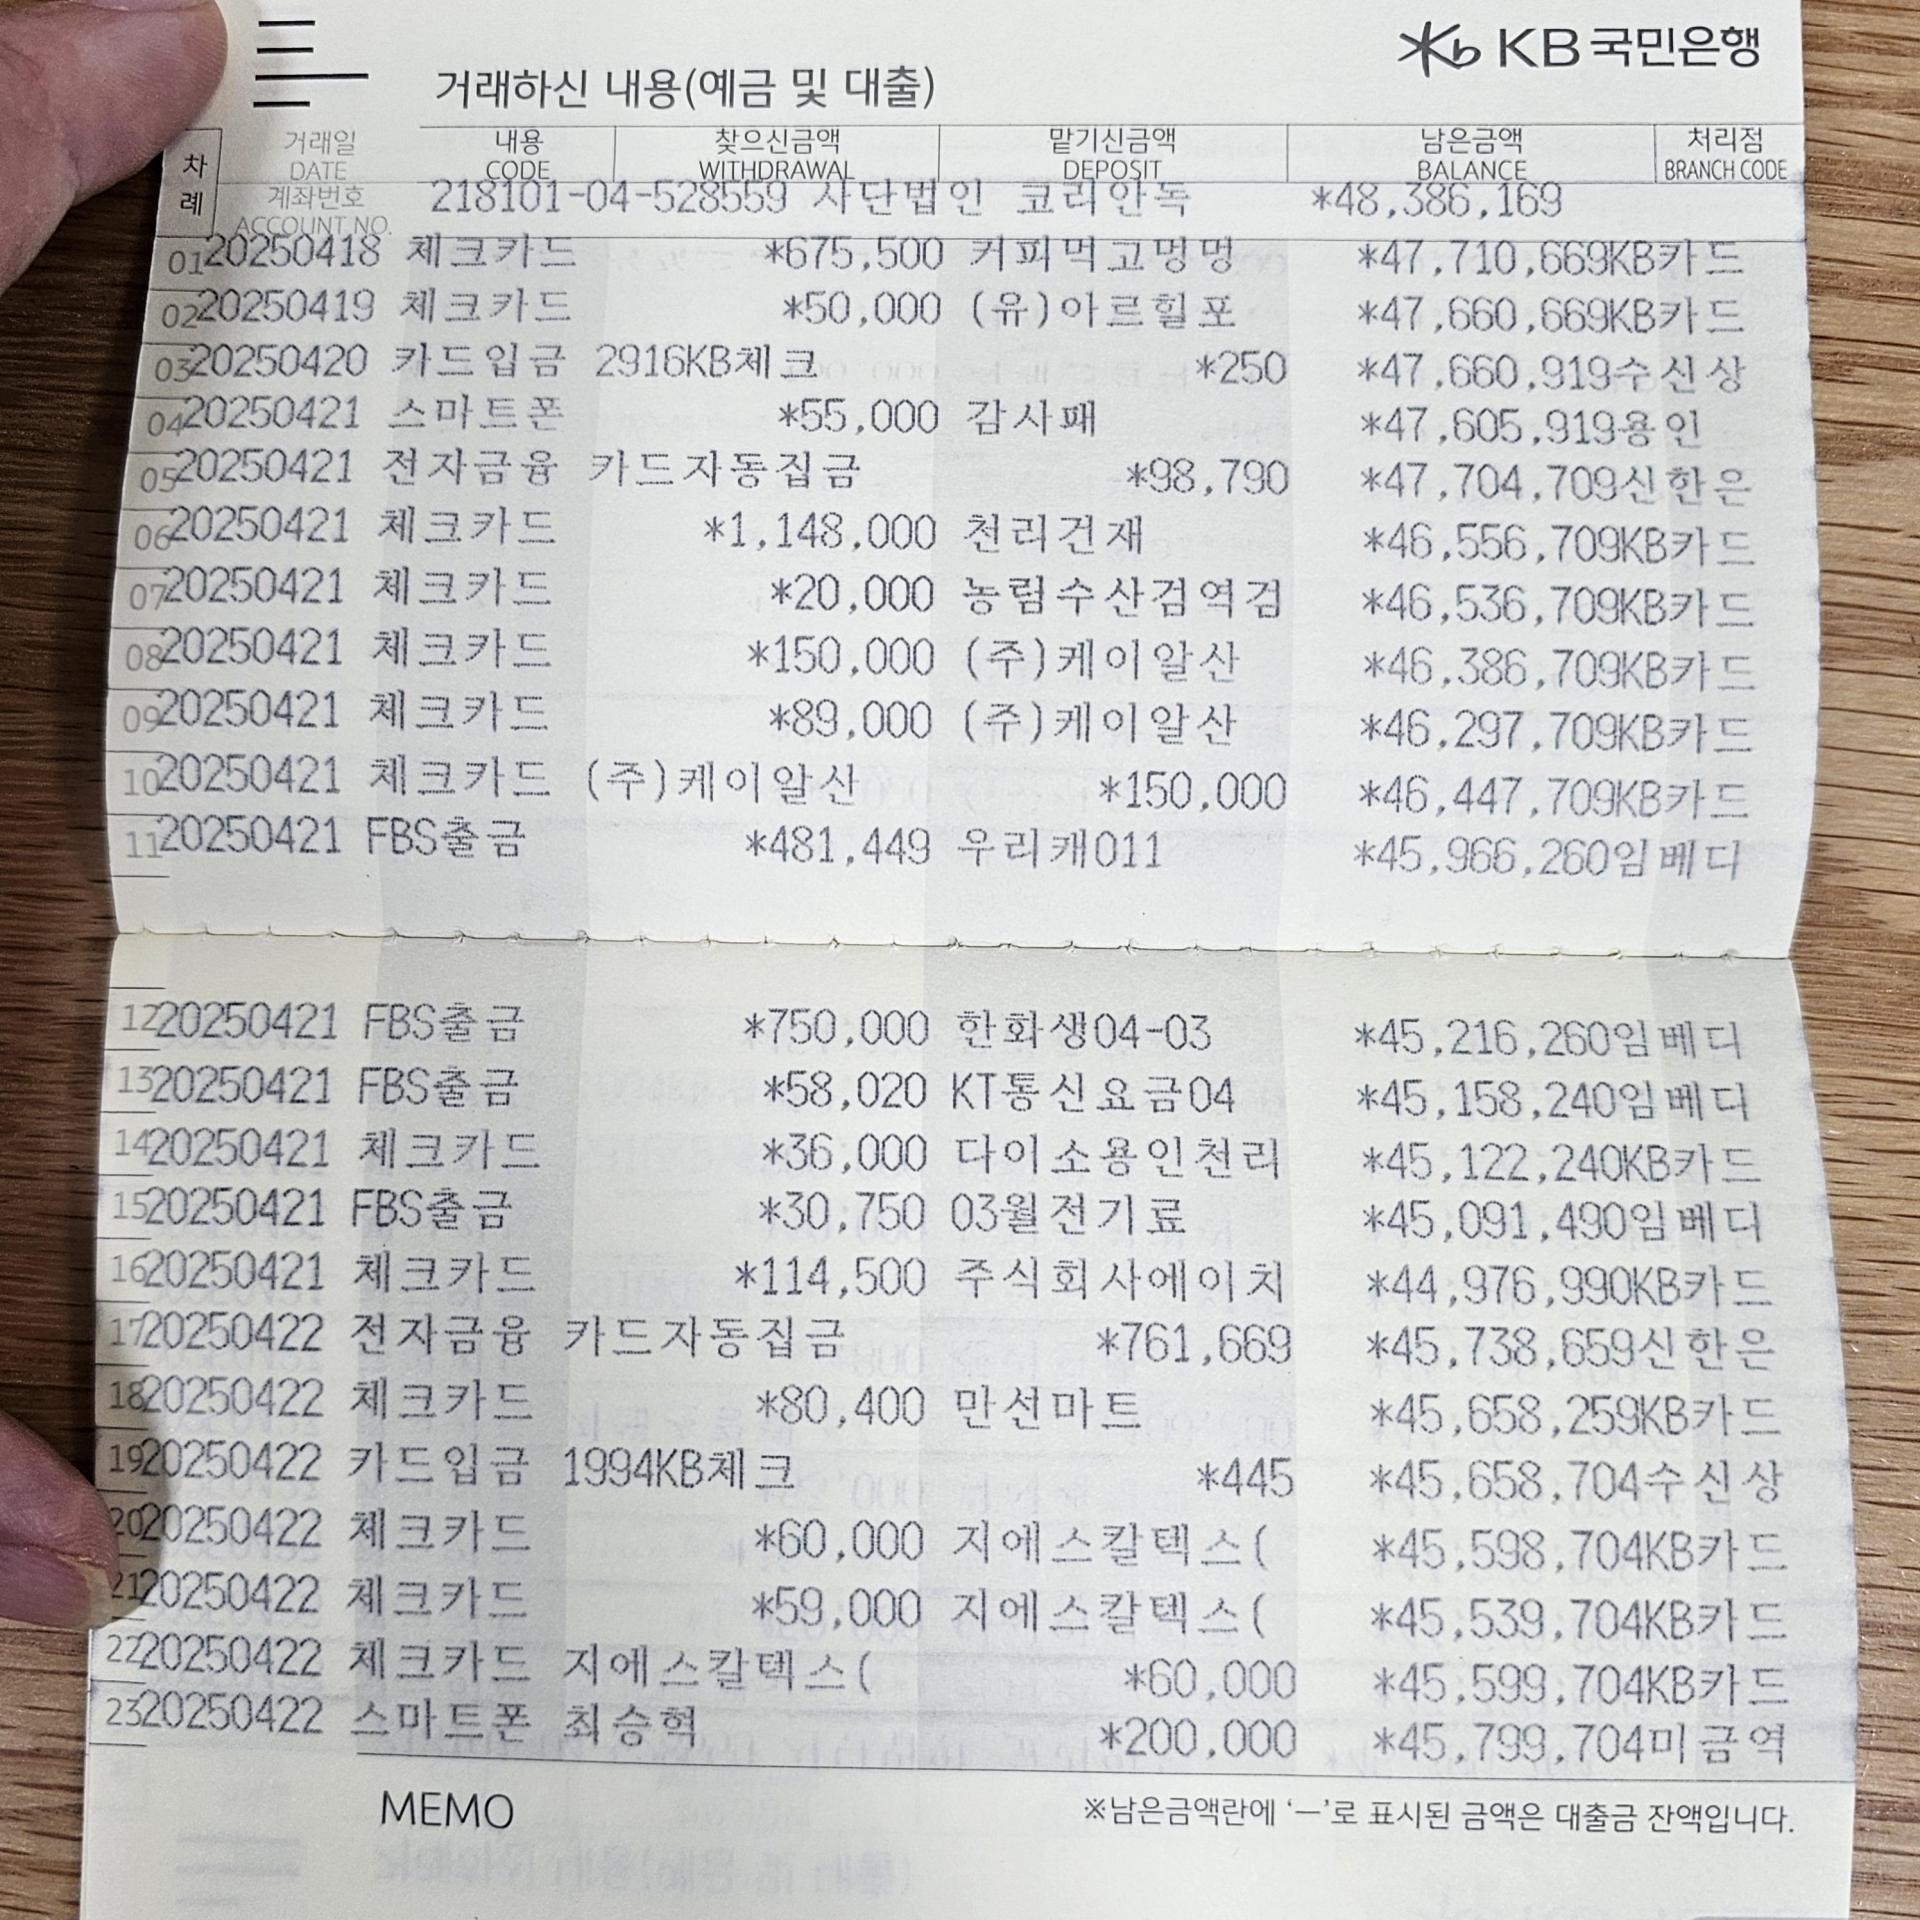 KB국민은행
거래하신 내용(예금 및 대출)
차례 거래일 내용 찾으신금액 맡기신금액 남은금액 처리점
DATE CODE WITHDRAWAL DEPOSIT BALANCE BRANCH CODE
계좌번호 218101-04-528559 사단법인 코리안독 *48,386,169
ACCOUNT NO.
01 20250418 체크카드 *675,500 커피먹고멍멍 *47,710,669KB카드
02 20250419 체크카드 *50,000 (유)아르힐포 *47,660,669KB카드
03 20250420 카드입금 2916KB체크 *250 *47,660,919수신상
04 20250421 스마트폰 *55,000 감사패 *47,605,919용인
05 20250421 전자금융 카드자동집금 *98,790 *47,704,709신한은
06 20250421 체크카드 *1,148,000 천리건재 *46,556,709KB카드
07 20250421 체크카드 *20,000 농림수산검역검 *46,536,709KB카드
08 20250421 체크카드 *150,000 (주)케이알산 *46,386,709KB카드
09 20250421 체크카드 *89,000 (주)케이알산 *46,297,709KB카드
10 20250421 체크카드 (주)케이알산 *150,000 *46,447,709KB카드
11 20250421 FBS출금 *481,449 우리캐011 *45,966,260임베디
12 20250421 FBS출금 *750,000 한화생04-03 *45,216,260임베디
13 20250421 FBS출금 *58,020 KT통신요금04 *45,158,240임베디
14 20250421 체크카드 *36,000 다이소용인천리 *45,122,240KB카드
15 20250421 FBS출금 *30,750 03월전기료 *45,091,490임베디
16 20250421 체크카드 *114,500 주식회사에이치 *44,976,990KB카드
17 20250422 전자금융 카드자동집금 *761,669 *45,738,659신한은
18 20250422 체크카드 *80,400 만선마트 *45,658,259KB카드
19 20250422 카드입금 1994KB체크 *445 *45,658,704수신상
20 20250422 체크카드 *60,000 지에스칼텍스( *45,598,704KB카드
21 20250422 체크카드 *59,000 지에스칼텍스( *45,539,704KB카드
22 20250422 체크카드 지에스칼텍스( *60,000 *45,599,704KB카드
23 20250422 스마트폰 최승혁 *200,000 *45,799,704미금역
MEMO ※남은금액란에 ‘−’로 표시된 금액은 대출금 잔액입니다.